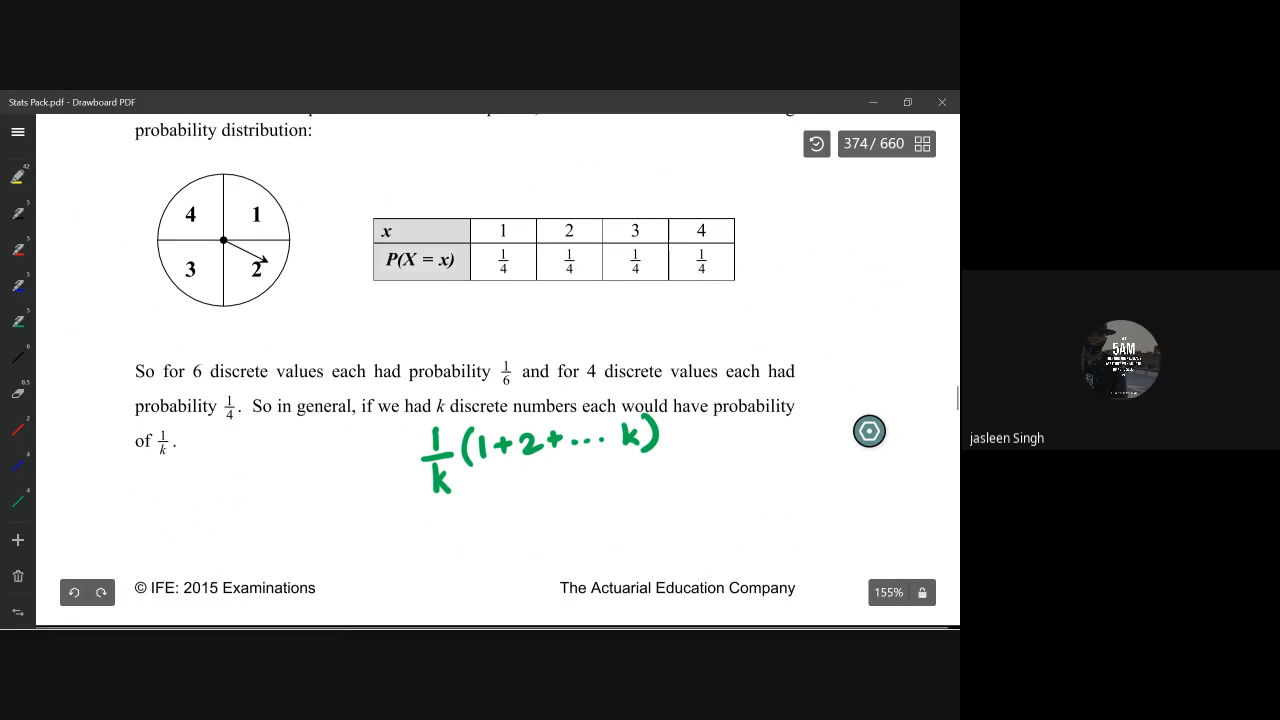 Stats Pack.pdf - Drawboard PDF
probability distribution:
374 / 660
4 1
3 2
x 1 2 3 4
P(X = x) 1/4 1/4 1/4 1/4
So for 6 discrete values each had probability 1/6 and for 4 discrete values each had
probability 1/4. So in general, if we had k discrete numbers each would have probability
of 1/k.
1/k (1+2+... k)
© IFE: 2015 Examinations The Actuarial Education Company
155%
5AM
jasleen Singh